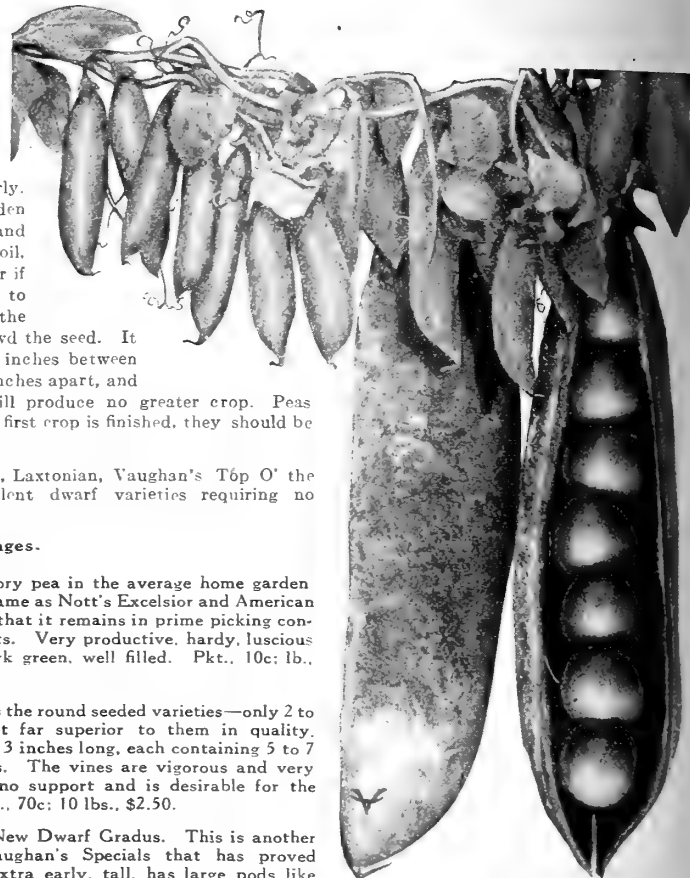 rly.
den
and
oil.
r if
to
the
wd the seed. It
inches between
nches apart, and
ill produce no greater crop. Peas
first crop is finished, they should be
, Laxtonian, Vaughan's Top O' the
lent dwarf varieties requiring no
ages.
ory pea in the average home garden
ame as Nott's Excelsior and American
that it remains in prime picking con-
ts. Very productive, hardy, luscious
rk green, well filled. Pkt., 10c; lb.,
s the round seeded varieties—only 2 to
t far superior to them in quality.
3 inches long, each containing 5 to 7
s. The vines are vigorous and very
no support and is desirable for the
., 70c; 10 lbs., $2.50.
New Dwarf Gradus. This is another
aughan's Specials that has proved
xtra early, tall, has large pods like